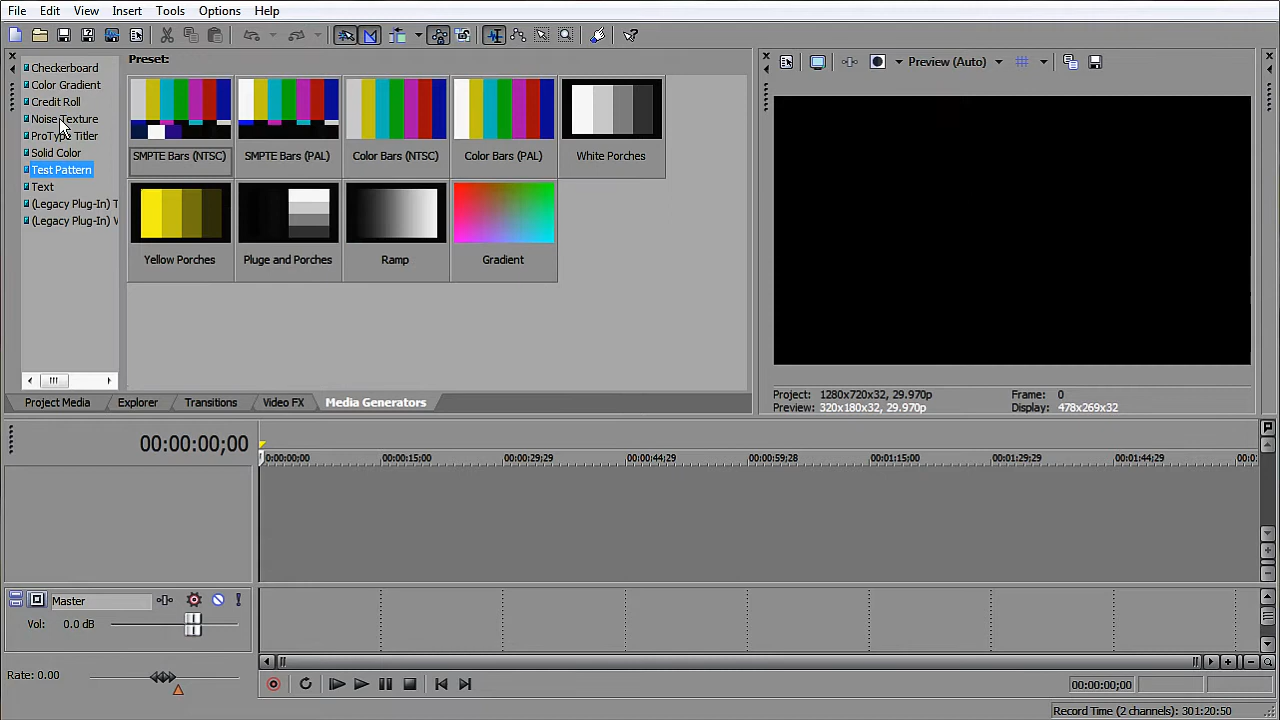 File Edit View Insert Tools Options Help
Preset:
Preview (Auto)
Checkerboard
Color Gradient
Credit Roll
Noise Texture
ProType Titler
Solid Color
Test Pattern
Text
(Legacy Plug-In) T
(Legacy Plug-In)
SMPTE Bars (NTSC)
SMPTE Bars (PAL)
Color Bars (NTSC)
Color Bars (PAL)
White Porches
Yellow Porches
Pluge and Porches
Ramp
Gradient
Project Media
Explorer
Transitions
Video FX
Media Generators
Project: 1280x720x32, 29.970p
Frame: 0
Preview: 320x180x32, 29.970p
Display: 478x269x32
00:00:00;00
0:00:00;00 00:00:15;00 00:00:29;29 00:00:44;29 00:00:59;28 00:01:15;00 00:01:29;29 00:01:44;29
Master
Vol: 0.0 dB
Rate: 0.00
00:00:00;00
Record Time (2 channels): 301:20:50